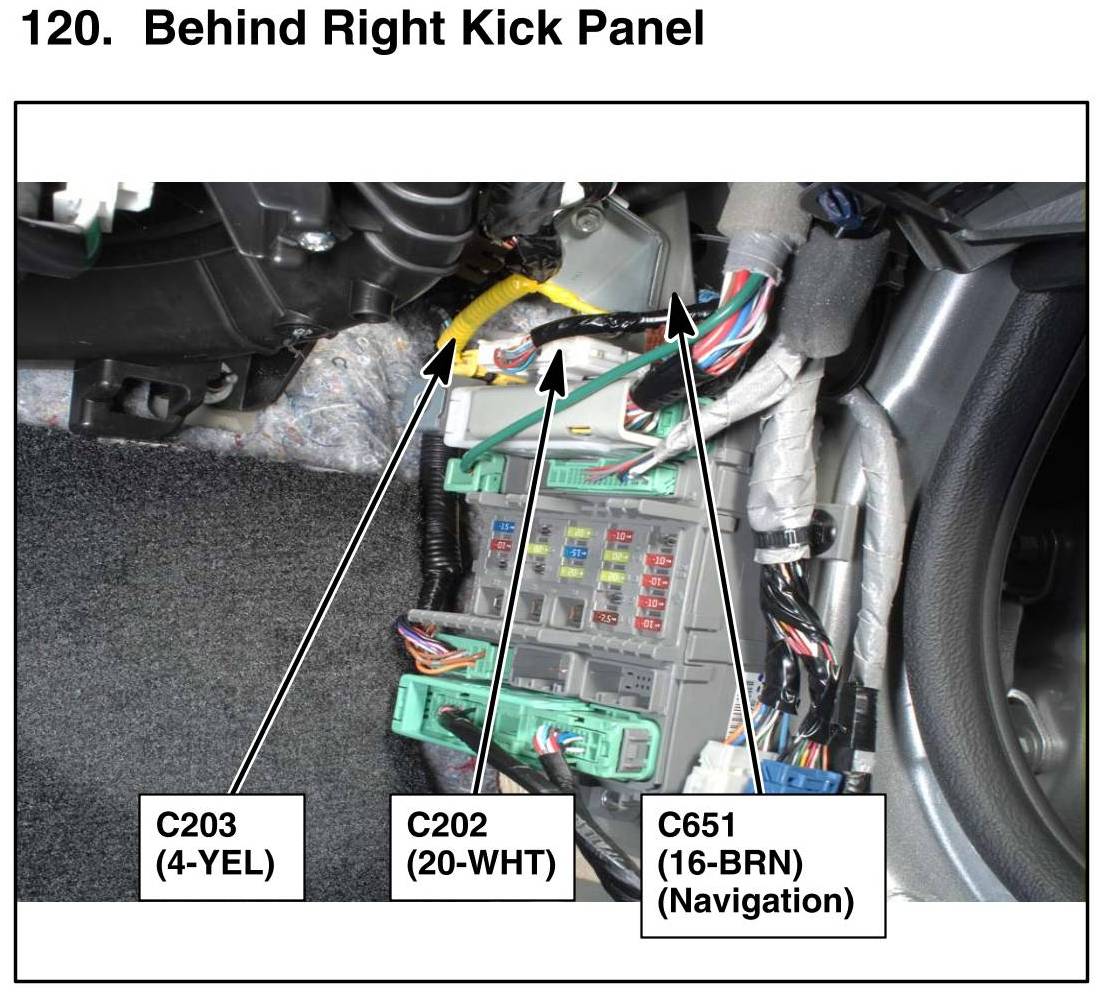 120. Behind Right Kick Panel
C203
(4-YEL)
C202
(20-WHT)
C651
(16-BRN)
(Navigation)